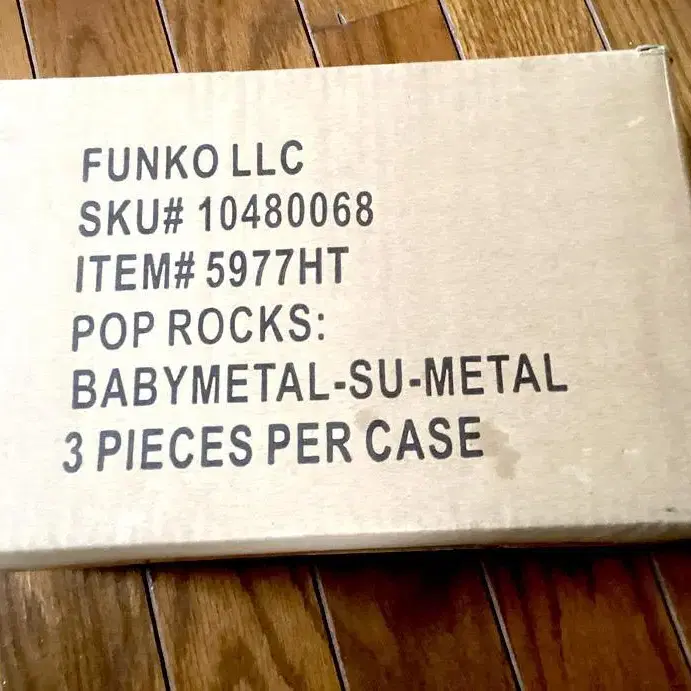 FUNKO LLC
SKU# 10480068
ITEM# 5977HT
POP ROCKS:
BABYMETAL-SU-METAL
3 PIECES PER CASE